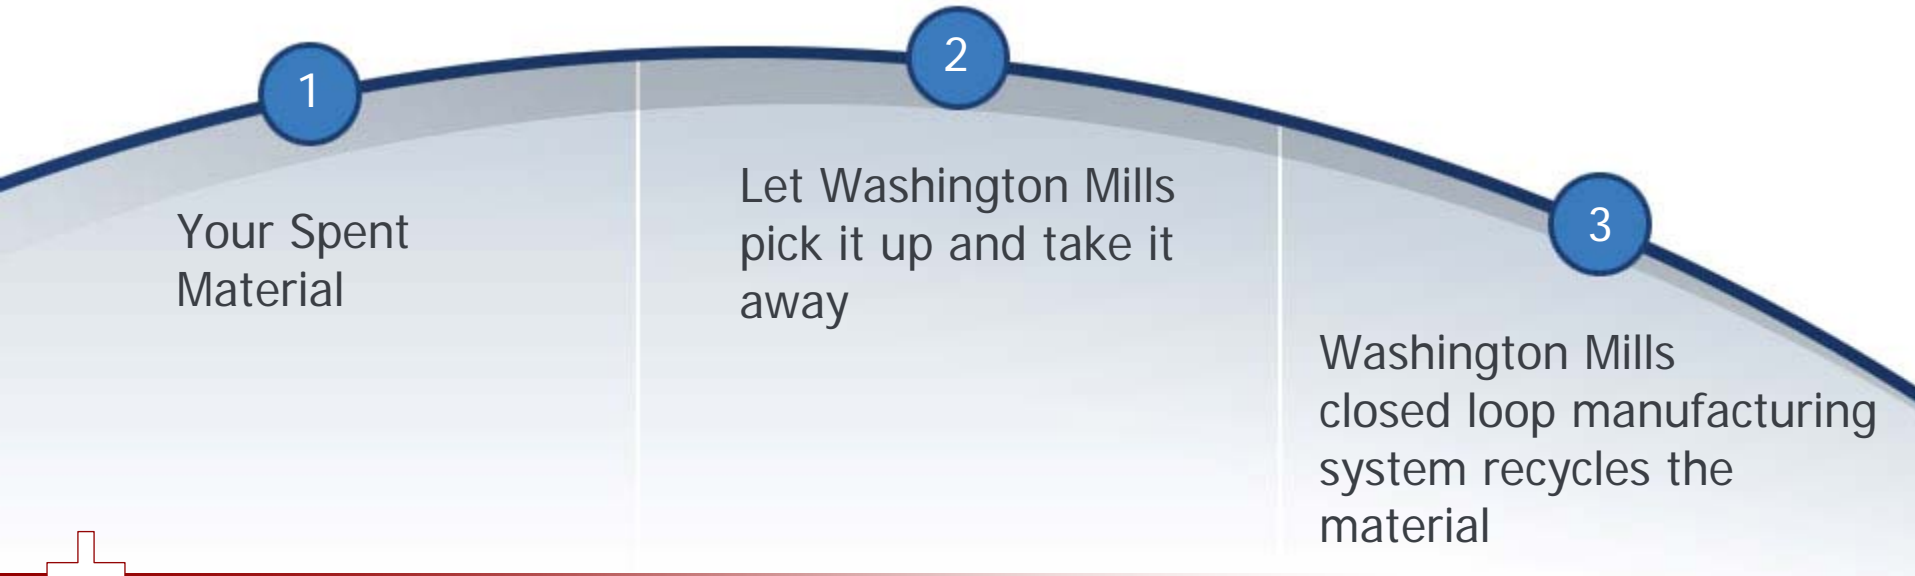 1
Your Spent
Material
2
Let Washington Mills
pick it up and take it
away
3
Washington Mills
closed loop manufacturing
system recycles the
material